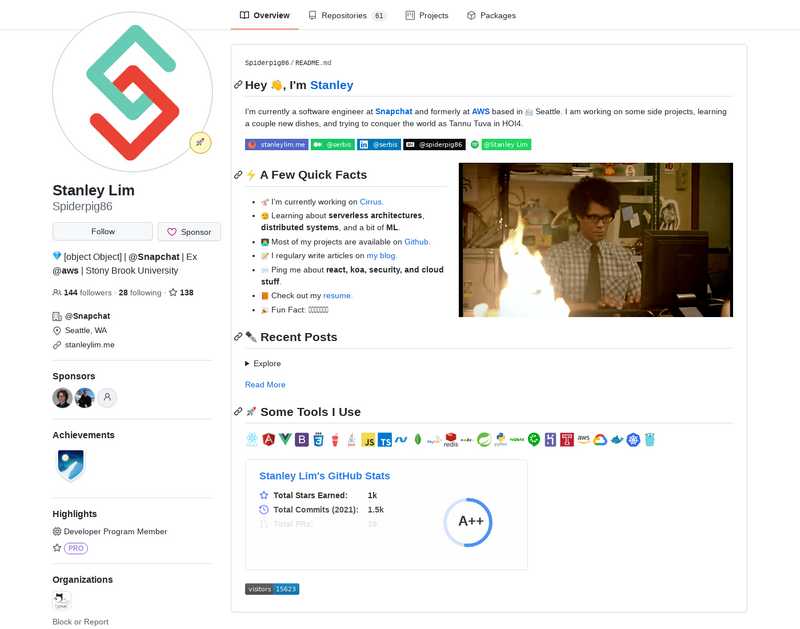 Overview
Repositories 61
Projects
Packages
Stanley Lim
Spiderpig86
Follow
Sponsor
[object Object] | @Snapchat | Ex
@aws | Stony Brook University
144 followers · 28 following · 138
@Snapchat
Seattle, WA
stanleylim.me
Sponsors
Achievements
Highlights
Developer Program Member
PRO
Organizations
Block or Report
Spiderpig86/README.md
Hey 👋, I'm Stanley
I'm currently a software engineer at Snapchat and formerly at AWS based in 🌧 Seattle. I am working on some side projects, learning
a couple new dishes, and trying to conquer the world as Tannu Tuva in HOI4.
stanleylim.me @serbis @serbis @spiderpig86 @Stanley Lim
⚡ A Few Quick Facts
I'm currently working on Cirrus.
Learning about serverless architectures,
distributed systems, and a bit of ML.
Most of my projects are available on Github.
I regulary write articles on my blog.
Ping me about react, koa, security, and cloud
stuff.
Check out my resume.
Fun Fact:
Recent Posts
Explore
Read More
🚀 Some Tools I Use
B JS TS redis python aws
Stanley Lim's GitHub Stats
Total Stars Earned: 1k
Total Commits (2021): 1.5k
Total PRs:
A++
visitors 15623